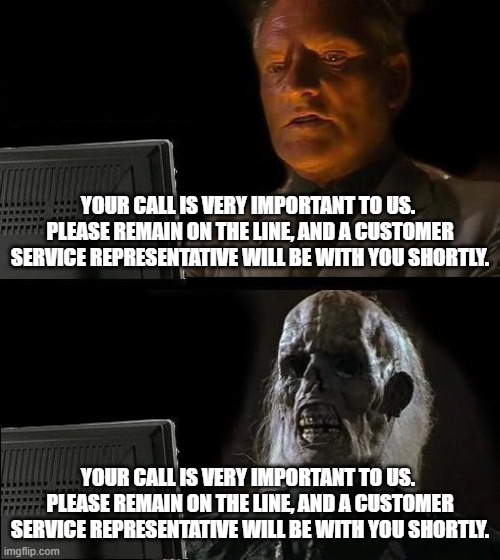 YOUR CALL IS VERY IMPORTANT TO US.
PLEASE REMAIN ON THE LINE, AND A CUSTOMER
SERVICE REPRESENTATIVE WILL BE WITH YOU SHORTLY.
YOUR CALL IS VERY IMPORTANT TO US.
PLEASE REMAIN ON THE LINE, AND A CUSTOMER
SERVICE REPRESENTATIVE WILL BE WITH YOU SHORTLY.
imgflip.com